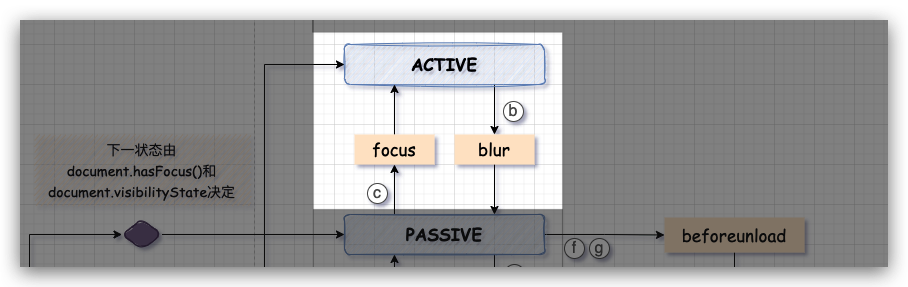 ACTIVE
b
focus
blur
c
下一状态由
document.hasFocus()和
document.visibilityState决定
PASSIVE
f g
beforeunload